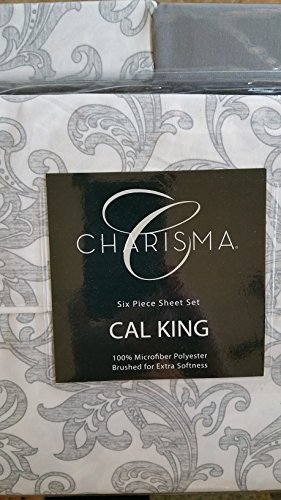 C
CHARISMA®
Six Piece Sheet Set
CAL KING
100% Microfiber Polyester
Brushed for Extra Softness